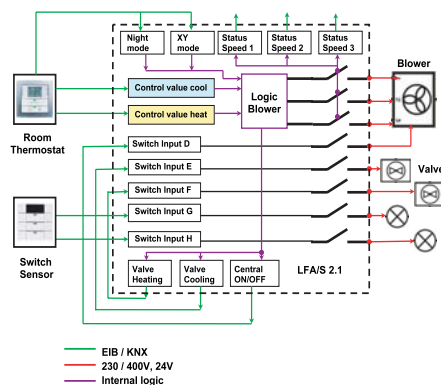 Night mode
XY mode
Status Speed 1
Status Speed 2
Status Speed 3
Blower
Control value cool
Control value heat
Logic Blower
Room Thermostat
Switch Input D
Switch Input E
Switch Input F
Switch Input G
Switch Input H
Valve
Switch Sensor
Valve Heating
Valve Cooling
Central ON/OFF
LFA/S 2.1
EIB / KNX
230 / 400V, 24V
Internal logic